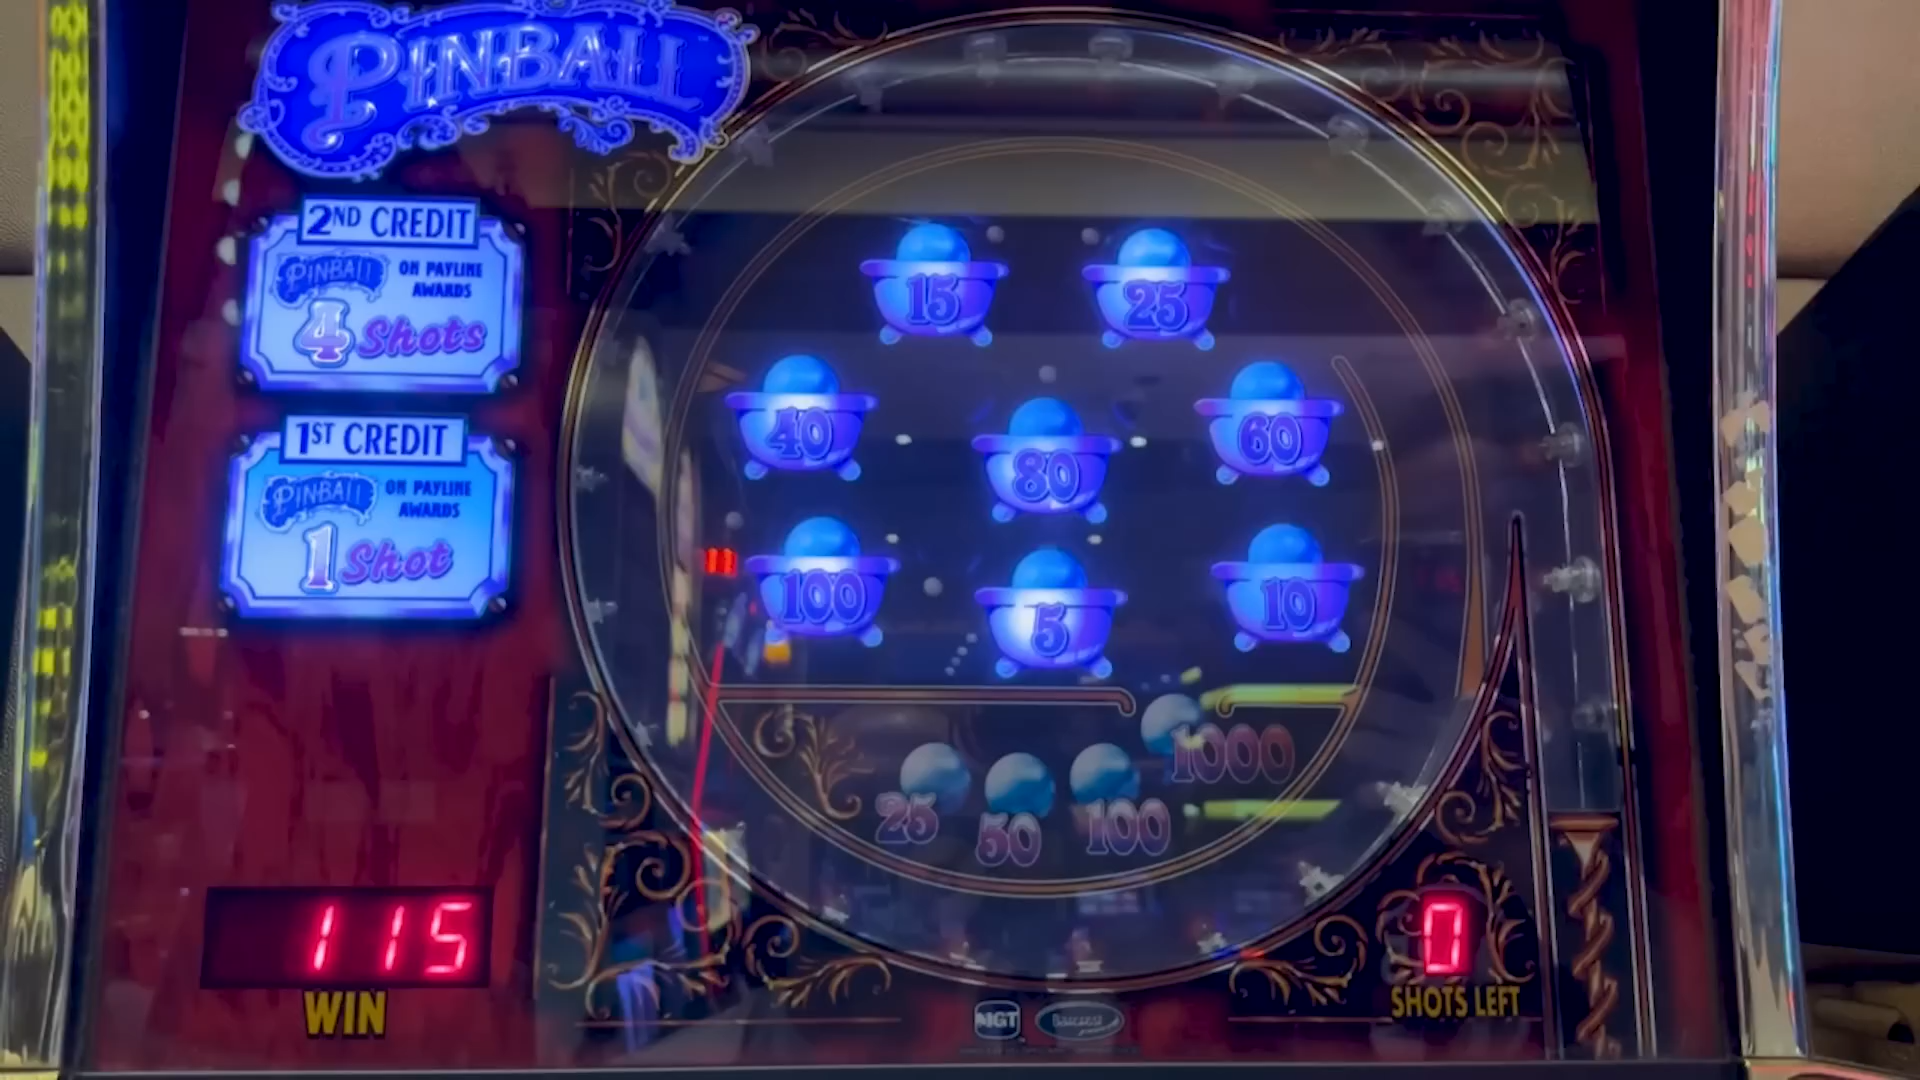 PINBALL
2ND CREDIT
PINBALL ON PAYLINE
AWARDS
4 Shots
1ST CREDIT
PINBALL ON PAYLINE
AWARDS
1 Shot
15 25
40 80 60
100 5 10
1000
25 50 100
115
WIN
0
SHOTS LEFT
IGT